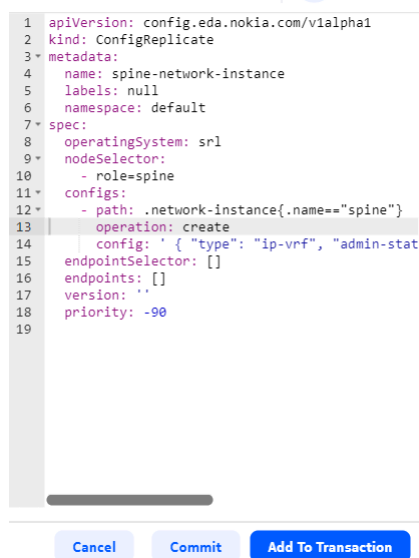 1 apiVersion: config.eda.nokia.com/v1alpha1
2 kind: ConfigReplicate
3 metadata:
4   name: spine-network-instance
5   labels: null
6   namespace: default
7 spec:
8   operatingSystem: srl
9   nodeSelector:
10     - role=spine
11   configs:
12     - path: .network-instance{.name=="spine"}
13       operation: create
14       config: ' { "type": "ip-vrf", "admin-stat
15   endpointSelector: []
16   endpoints: []
17   version: ''
18   priority: -90
19
Cancel Commit Add To Transaction